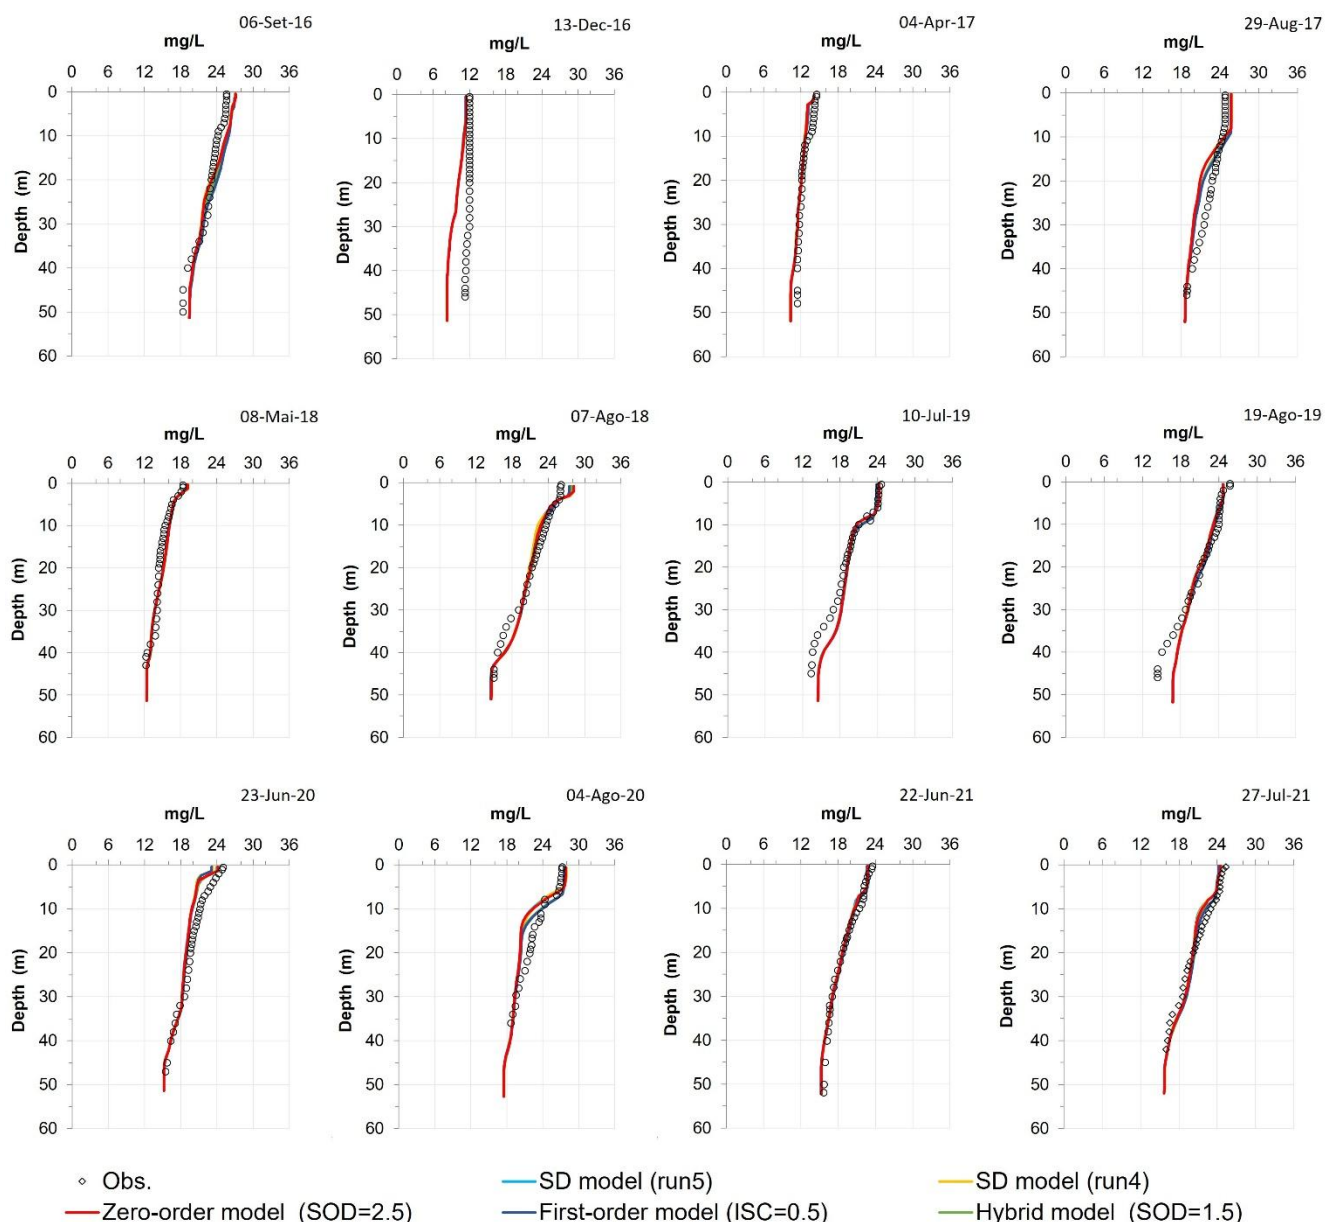 06-Set-16 13-Dec-16 04-Apr-17 29-Aug-17
mg/L mg/L mg/L mg/L
0 6 12 18 24 30 36 0 6 12 18 24 30 36 0 6 12 18 24 30 36 0 6 12 18 24 30 36
Depth (m) Depth (m) Depth (m) Depth (m)
0 0 0 0
10 10 10 10
20 20 20 20
30 30 30 30
40 40 40 40
50 50 50 50
60 60 60 60
08-Mai-18 07-Ago-18 10-Jul-19 19-Ago-19
mg/L mg/L mg/L mg/L
0 6 12 18 24 30 36 0 6 12 18 24 30 36 0 6 12 18 24 30 36 0 6 12 18 24 30 36
Depth (m) Depth (m) Depth (m) Depth (m)
0 0 0 0
10 10 10 10
20 20 20 20
30 30 30 30
40 40 40 40
50 50 50 50
60 60 60 60
23-Jun-20 04-Ago-20 22-Jun-21 27-Jul-21
mg/L mg/L mg/L mg/L
0 6 12 18 24 30 36 0 6 12 18 24 30 36 0 6 12 18 24 30 36 0 6 12 18 24 30 36
Depth (m) Depth (m) Depth (m) Depth (m)
0 0 0 0
10 10 10 10
20 20 20 20
30 30 30 30
40 40 40 40
50 50 50 50
60 60 60 60
Obs. SD model (run5) SD model (run4)
Zero-order model (SOD=2.5) First-order model (ISC=0.5) Hybrid model (SOD=1.5)